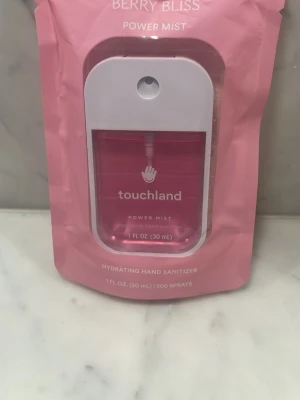 BERRY BLISS
POWER MIST
touchland
POWER MIST
1 FL OZ. (30 mL)
HYDRATING HAND SANITIZER
1 FL OZ. (30 mL) | 500 SPRAYS